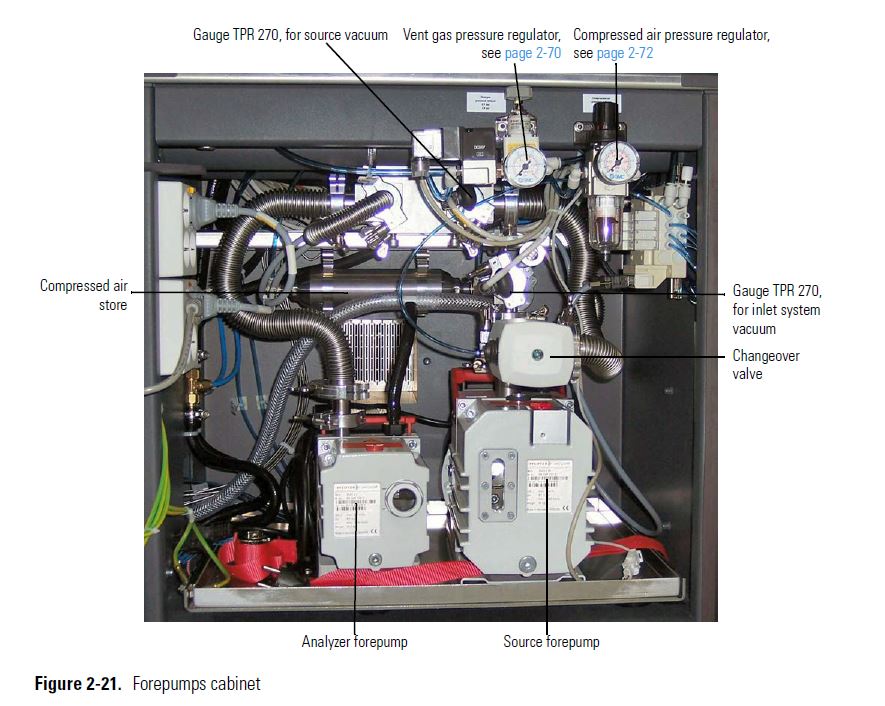 Gauge TPR 270, for source vacuum
Vent gas pressure regulator,
see page 2-70
Compressed air pressure regulator,
see page 2-72
Compressed air
store
Gauge TPR 270,
for inlet system
vacuum
Changeover
valve
Analyzer forepump
Source forepump
Figure 2-21. Forepumps cabinet